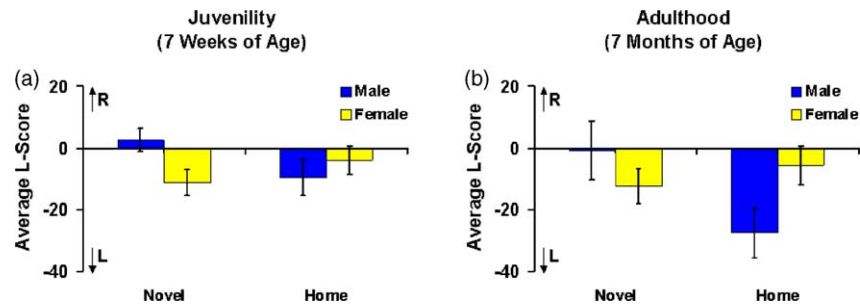 Juvenility
(7 Weeks of Age)
Adulthood
(7 Months of Age)
(a)
20
R
Male
Female
0
-20
L
-40
Average L-Score
Novel
Home
(b)
20
R
Male
Female
0
-20
L
-40
Average L-Score
Novel
Home